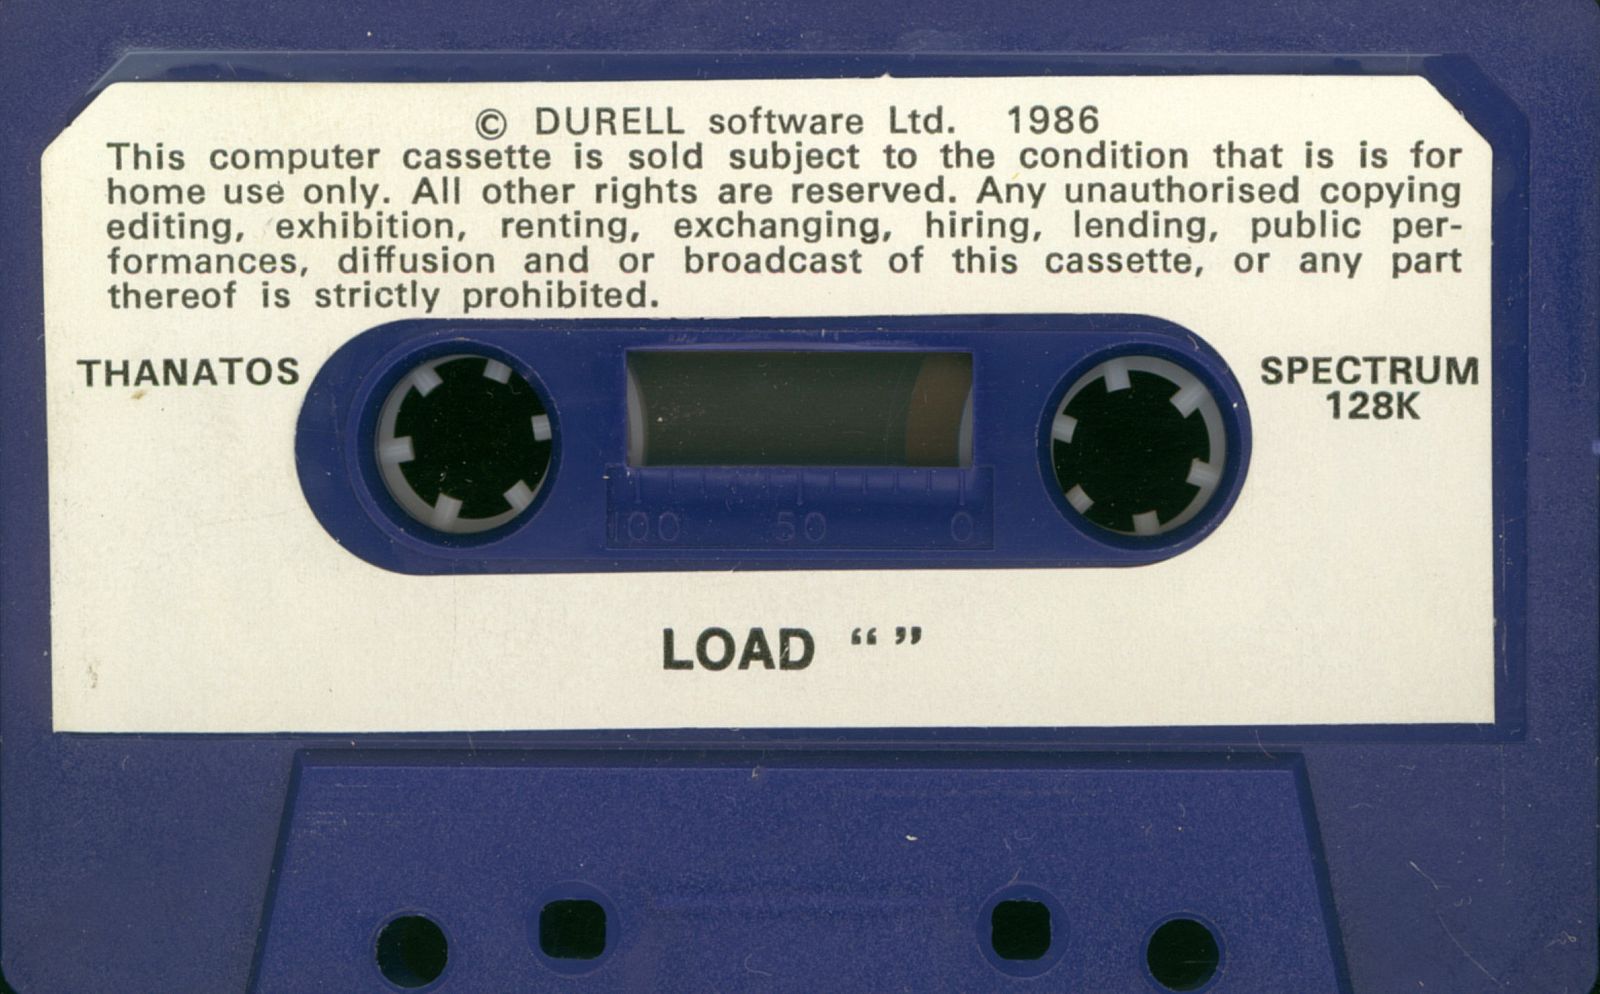 © DURELL software Ltd. 1986
This computer cassette is sold subject to the condition that is is for
home use only. All other rights are reserved. Any unauthorised copying
editing, exhibition, renting, exchanging, hiring, lending, public per-
formances, diffusion and or broadcast of this cassette, or any part
thereof is strictly prohibited.
THANATOS
SPECTRUM
128K
100 50 0
LOAD “ ”